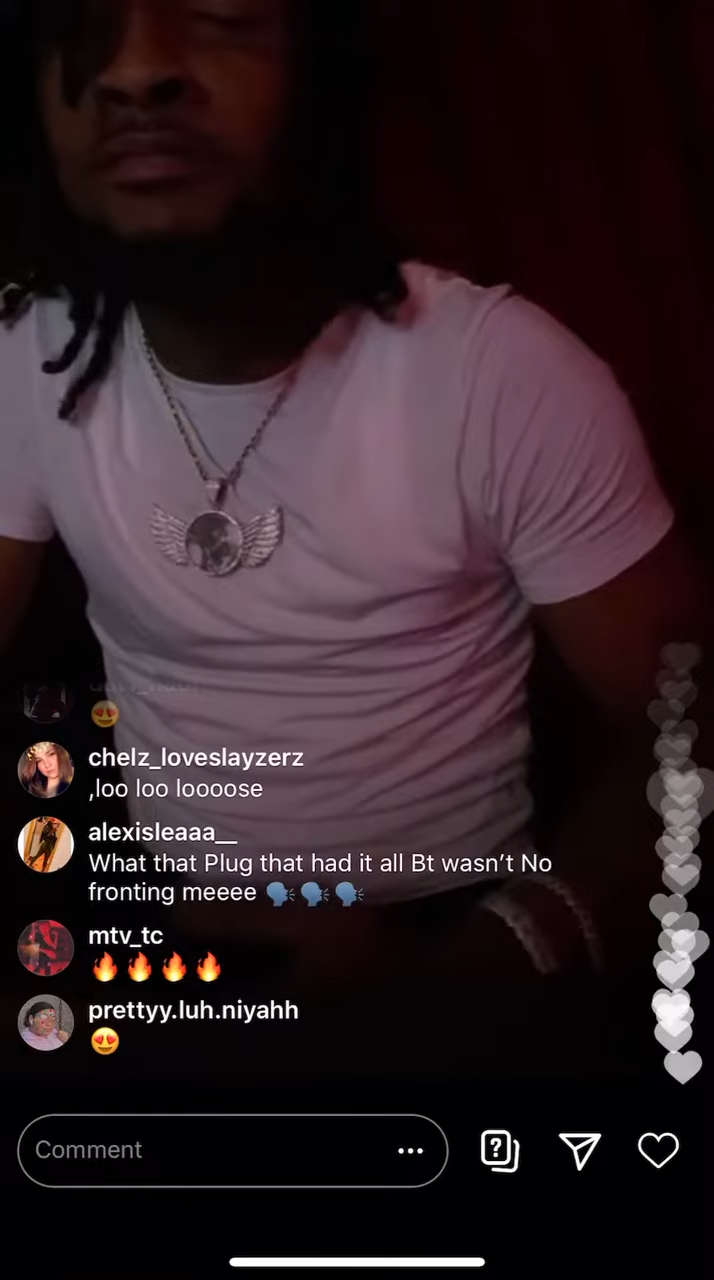 😍
chelz_loveslayzerz
,loo loo loooose
alexisleaaa__
What that Plug that had it all Bt wasn't No
fronting meeee 🗣️🗣️🗣️
mtv_tc
🔥🔥🔥🔥
prettyy.luh.niyahh
😍
Comment